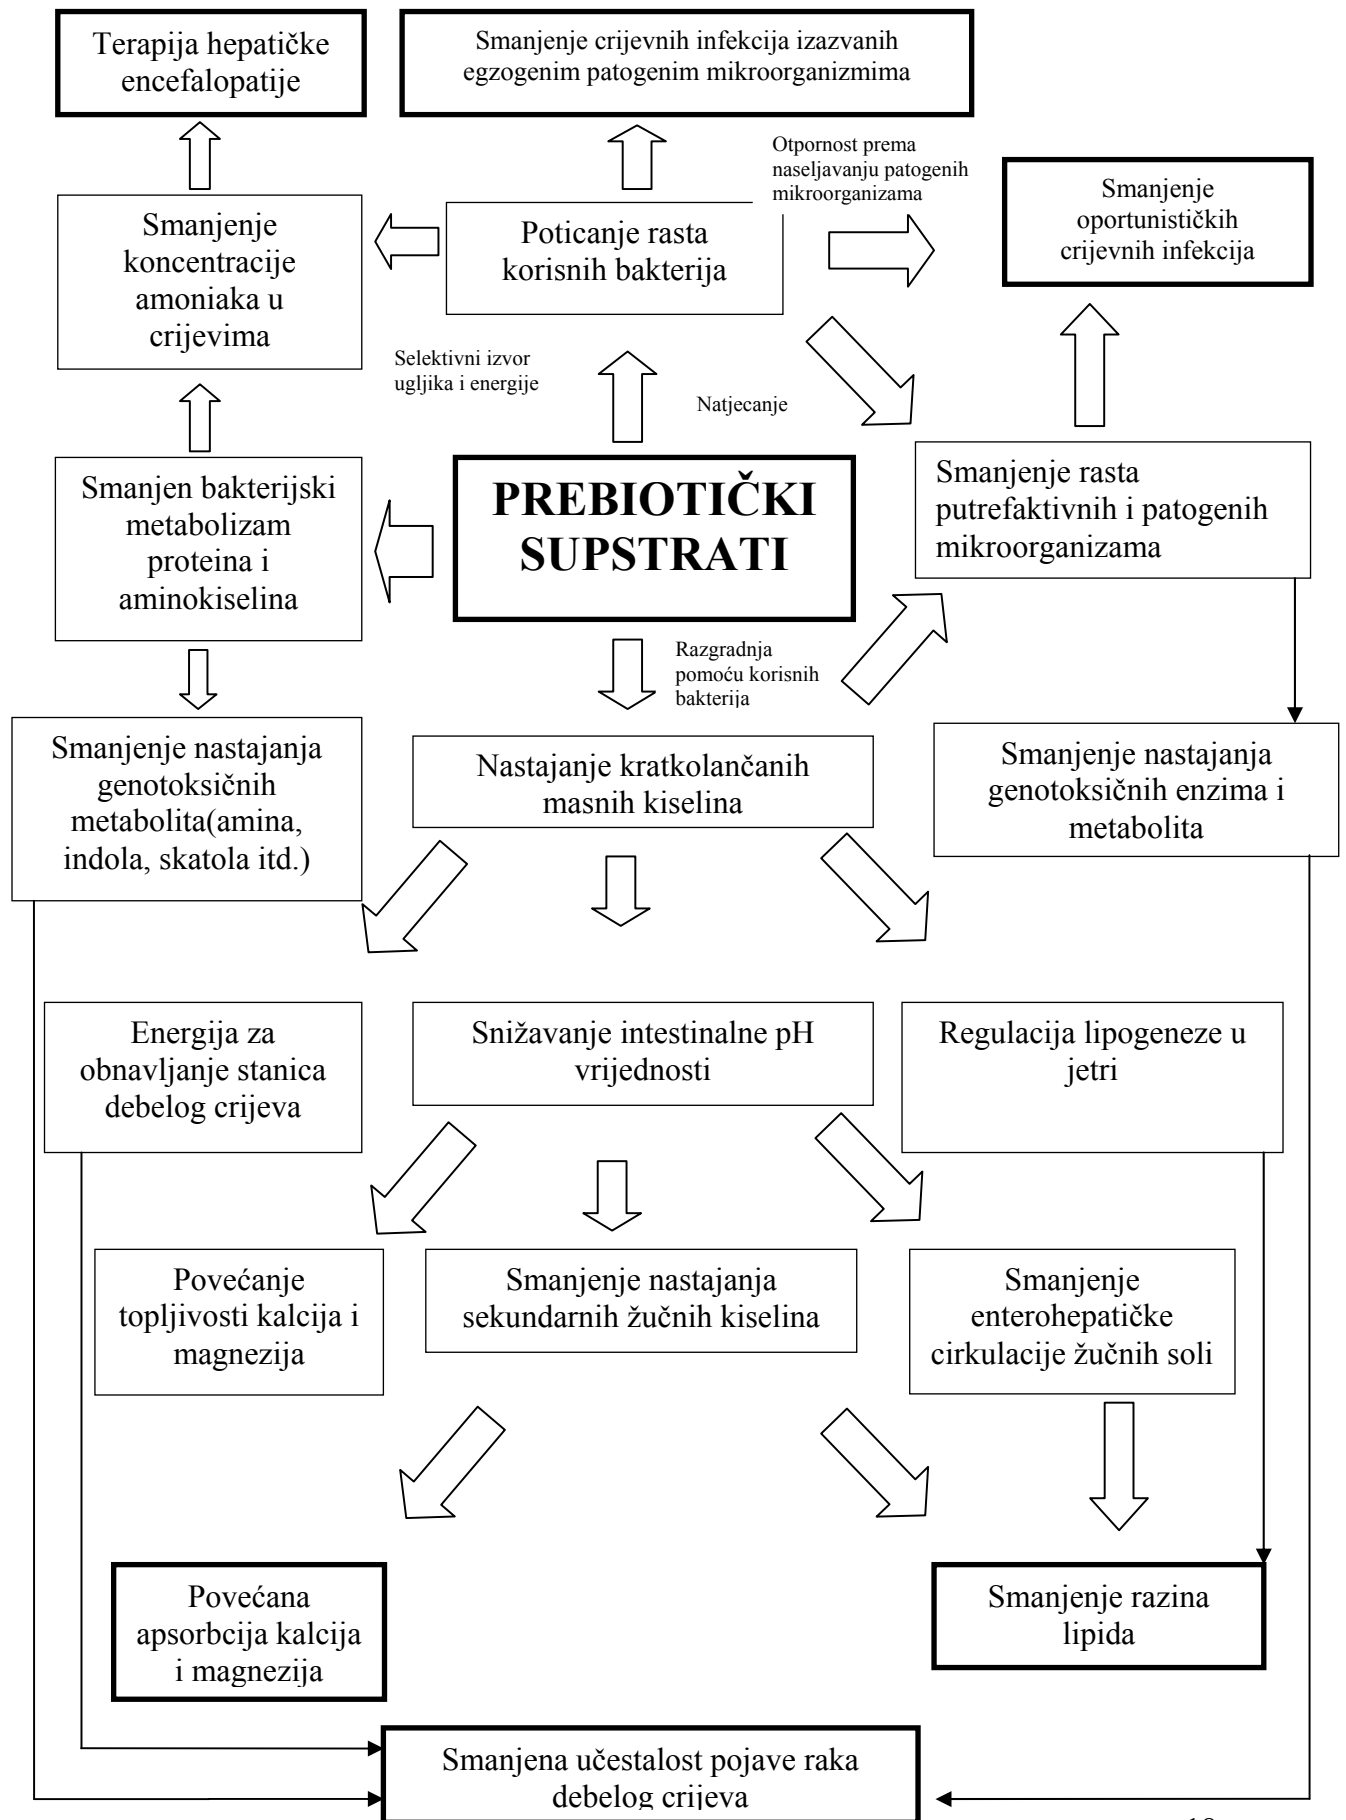 Terapija hepatičke
encefalopatije
Smanjenje crijevnih infekcija izazvanih
egzogenim patogenim mikroorganizmima
Otpornost prema
naseljavanju patogenih
mikroorganizama
Smanjenje
oportunističkih
crijevnih infekcija
Smanjenje
koncentracije
amoniaka u
crijevima
Poticanje rasta
korisnih bakterija
Selektivni izvor
ugljika i energije
Natjecanje
Smanjen bakterijski
metabolizam
proteina i
aminokiselina
PREBIOTIČKI
SUPSTRATI
Smanjenje rasta
putrefaktivnih i patogenih
mikroorganizama
Razgradnja
pomoću korisnih
bakterija
Smanjenje nastajanja
genotoksičnih
metabolita(amina,
indola, skatola itd.)
Nastajanje kratkolančanih
masnih kiselina
Smanjenje nastajanja
genotoksičnih enzima i
metabolita
Energija za
obnavljanje stanica
debelog crijeva
Snižavanje intestinalne pH
vrijednosti
Regulacija lipogeneze u
jetri
Povećanje
topljivosti kalcija i
magnezija
Smanjenje nastajanja
sekundarnih žučnih kiselina
Smanjenje
enterohepatičke
cirkulacije žučnih soli
Povećana
apsorbcija kalcija
i magnezija
Smanjenje razina
lipida
Smanjena učestalost pojave raka
debelog crijeva